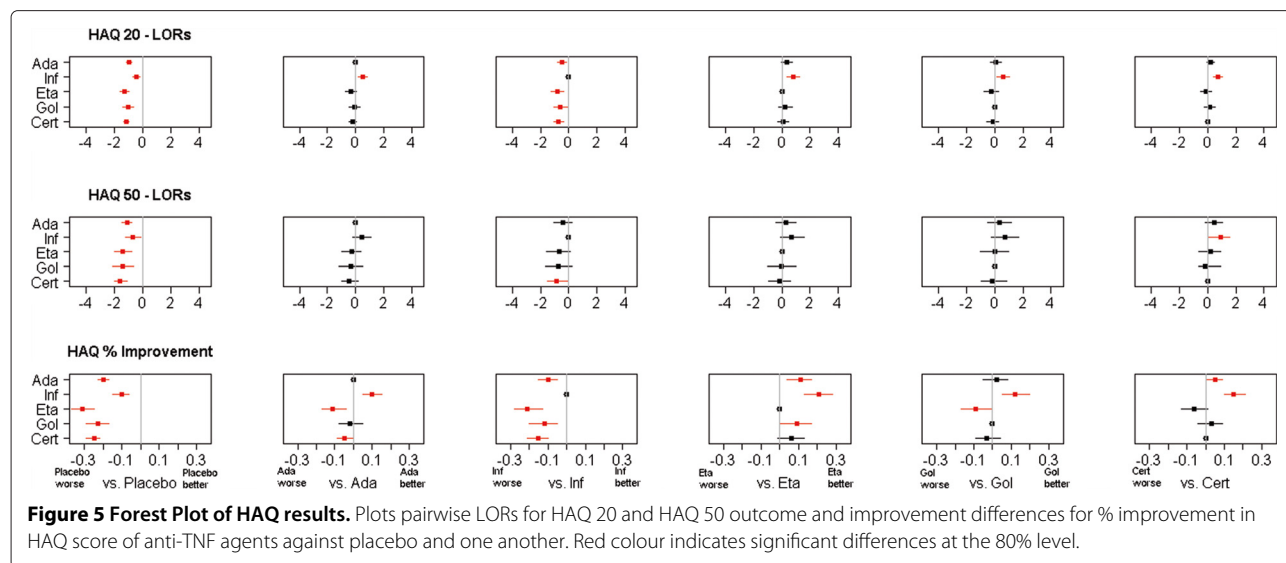 HAQ 20 - LORs
Ada
Inf
Eta
Gol
Cert
-4 -2 0 2 4 -4 -2 0 2 4 -4 -2 0 2 4 -4 -2 0 2 4 -4 -2 0 2 4 -4 -2 0 2 4
HAQ 50 - LORs
Ada
Inf
Eta
Gol
Cert
-4 -2 0 2 4 -4 -2 0 2 4 -4 -2 0 2 4 -4 -2 0 2 4 -4 -2 0 2 4 -4 -2 0 2 4
HAQ % Improvement
Ada
Inf
Eta
Gol
Cert
-0.3 -0.1 0.1 0.3 -0.3 -0.1 0.1 0.3 -0.3 -0.1 0.1 0.3 -0.3 -0.1 0.1 0.3 -0.3 -0.1 0.1 0.3 -0.3 -0.1 0.1 0.3
Placebo worse vs. Placebo Placebo better
Ada worse vs. Ada Ada better
Inf worse vs. Inf Inf better
Eta worse vs. Eta Eta better
Gol worse vs. Gol Gol better
Cert worse vs. Cert Cert better
Figure 5 Forest Plot of HAQ results. Plots pairwise LORs for HAQ 20 and HAQ 50 outcome and improvement differences for % improvement in
HAQ score of anti-TNF agents against placebo and one another. Red colour indicates significant differences at the 80% level.